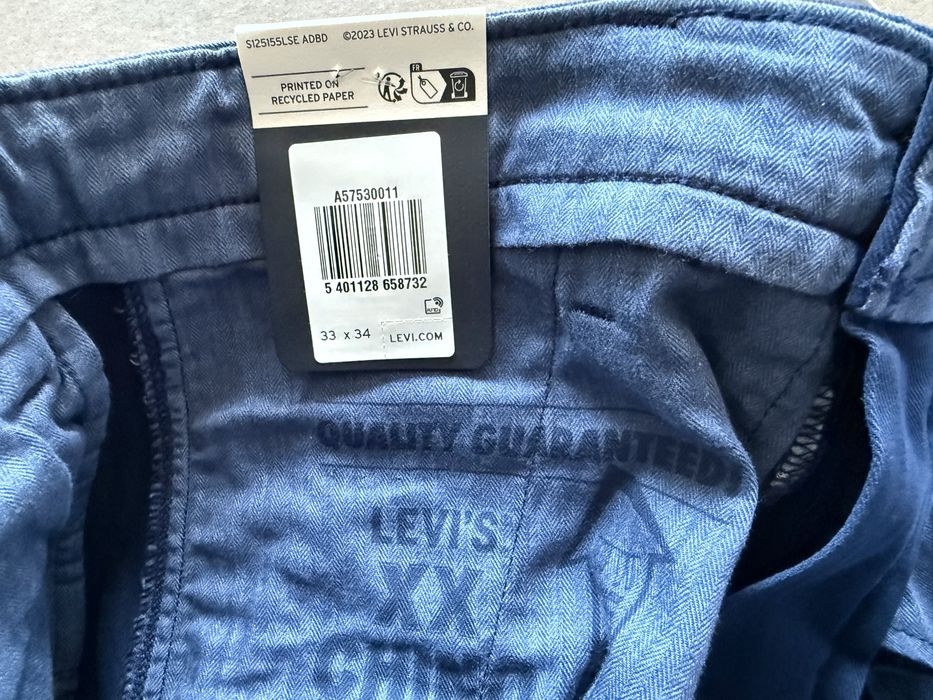 S125155LSE ADBD ©2023 LEVI STRAUSS & CO.
PRINTED ON
RECYCLED PAPER
FR
A57530011
5 401128 658732
33 X 34
LEVI.COM
QUALITY GUARANTEED!
LEVI'S
XX
CHINO